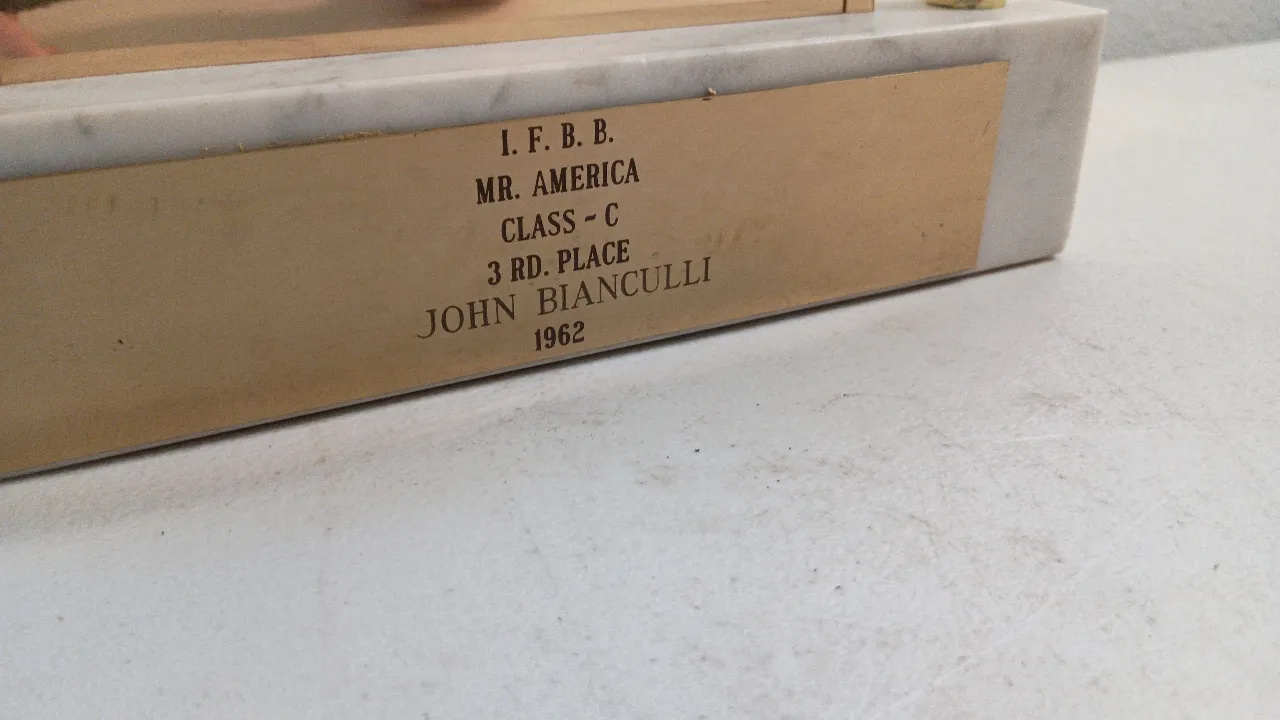 I. F. B. B.
MR. AMERICA
CLASS - C
3 RD. PLACE
JOHN BIANCULLI
1962